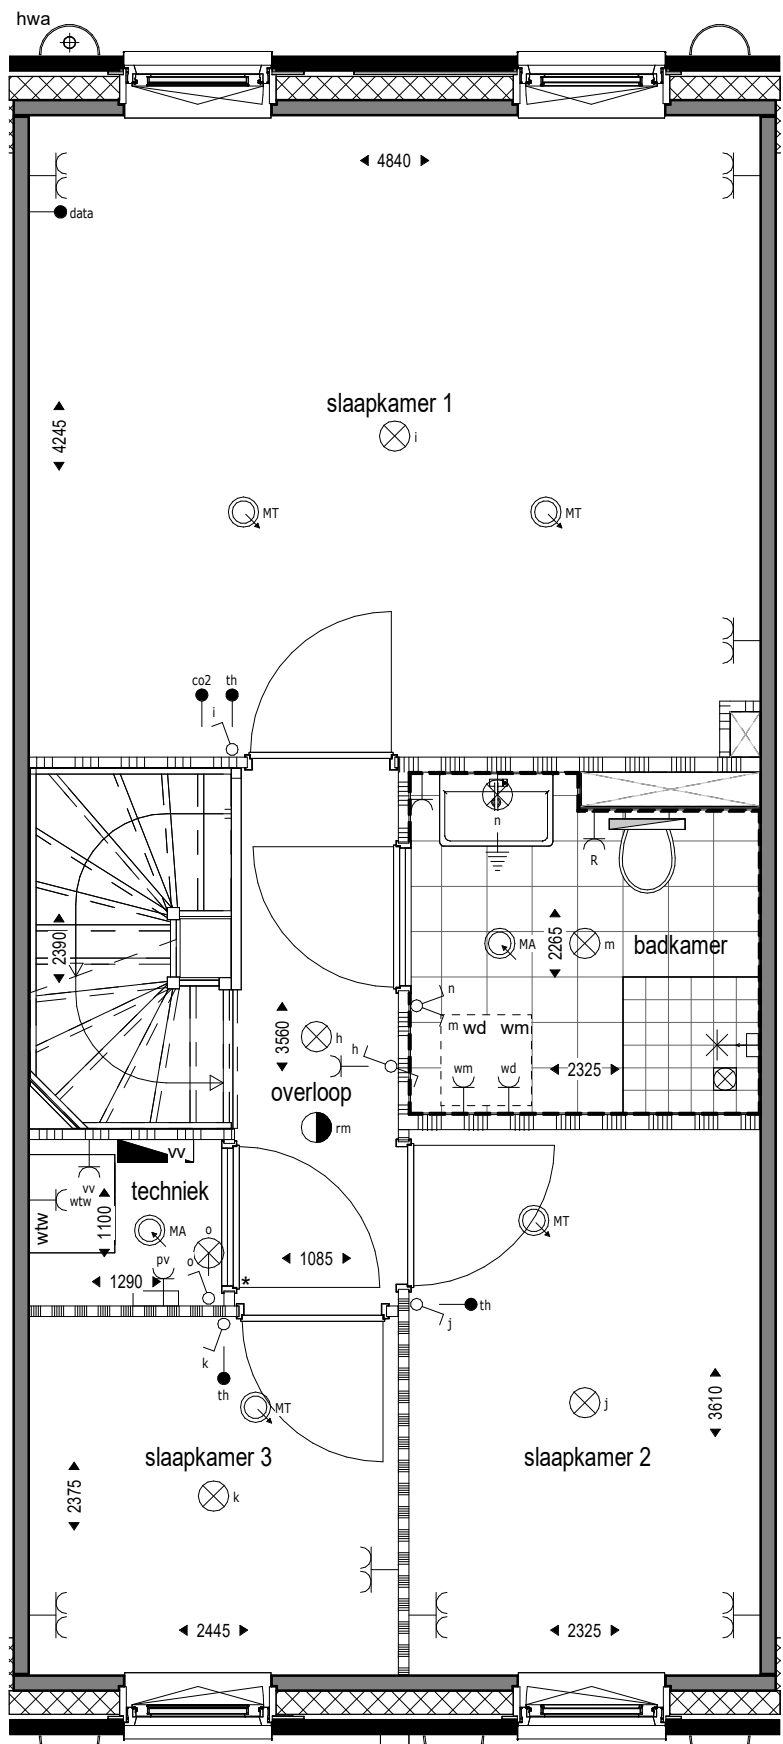 hwa
4840
data
slaapkamer 1
4245
i
MT
MT
co2 th
i
n
R
2390
MA
2265
m
badkamer
n
m
wd wm
3560
h
h
wm wd
2325
overloop
rm
vv
vv
techniek
wtw
wtw
1100
MA
o
MT
pv
o
1085
1290
*
th
j
k
th
MT
j
3610
slaapkamer 3
slaapkamer 2
k
2375
2445
2325